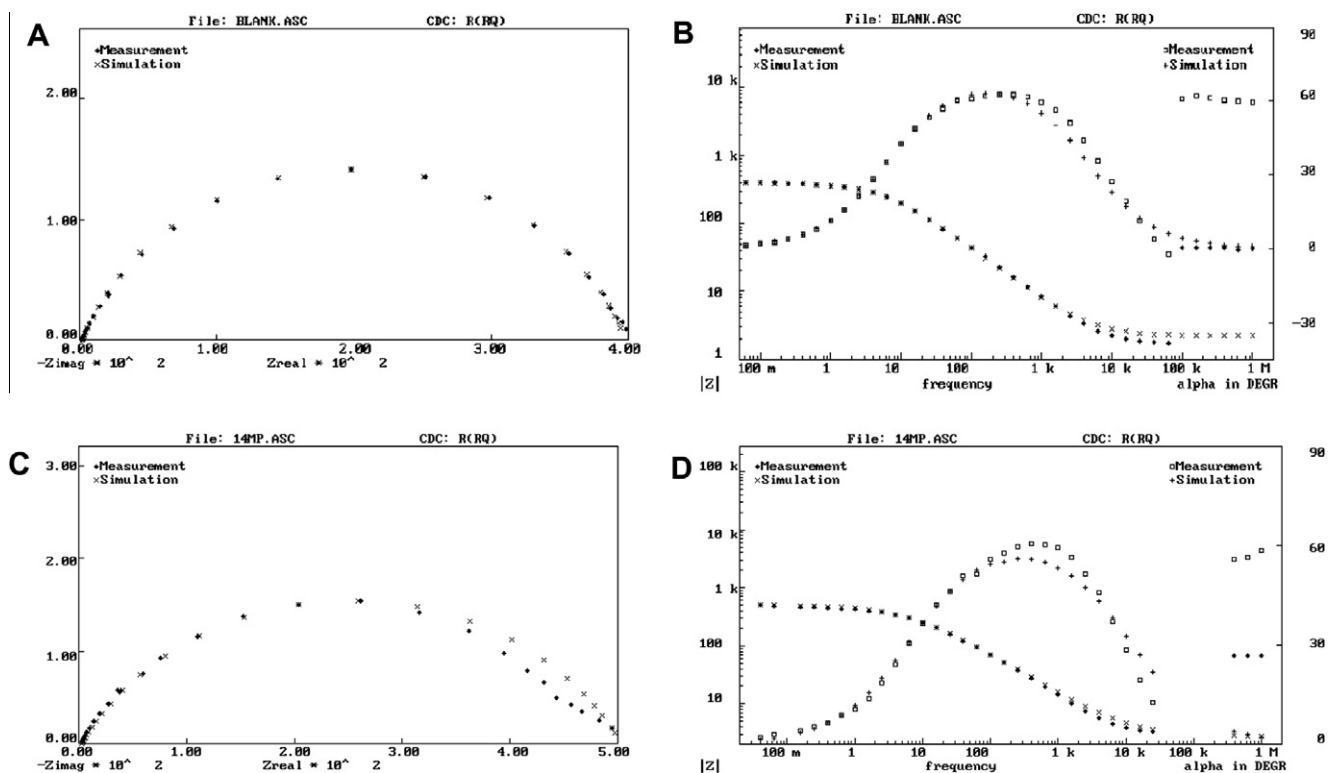 A
File: BLANK.ASC CDC: R(RQ)
◆Measurement
×Simulation
2.00
1.00
0.00
0.00 1.00 2.00 3.00 4.00
-Zimag * 10^ 2 Zreal * 10^ 2
B
File: BLANK.ASC CDC: R(RQ)
◆Measurement
×Simulation
□Measurement
+Simulation
10 k
1 k
100
10
1
90
60
30
0
-30
100 m 1 10 100 1 k 10 k 100 k 1 M
|Z| frequency alpha in DEGR
C
File: 14MP.ASC CDC: R(RQ)
◆Measurement
×Simulation
3.00
2.00
1.00
0.00
0.00 1.00 2.00 3.00 4.00 5.00
-Zimag * 10^ 2 Zreal * 10^ 2
D
File: 14MP.ASC CDC: R(RQ)
◆Measurement
×Simulation
□Measurement
+Simulation
100 k
10 k
1 k
100
10
90
60
30
0
100 m 1 10 100 1 k 10 k 100 k 1 M
|Z| frequency alpha in DEGR